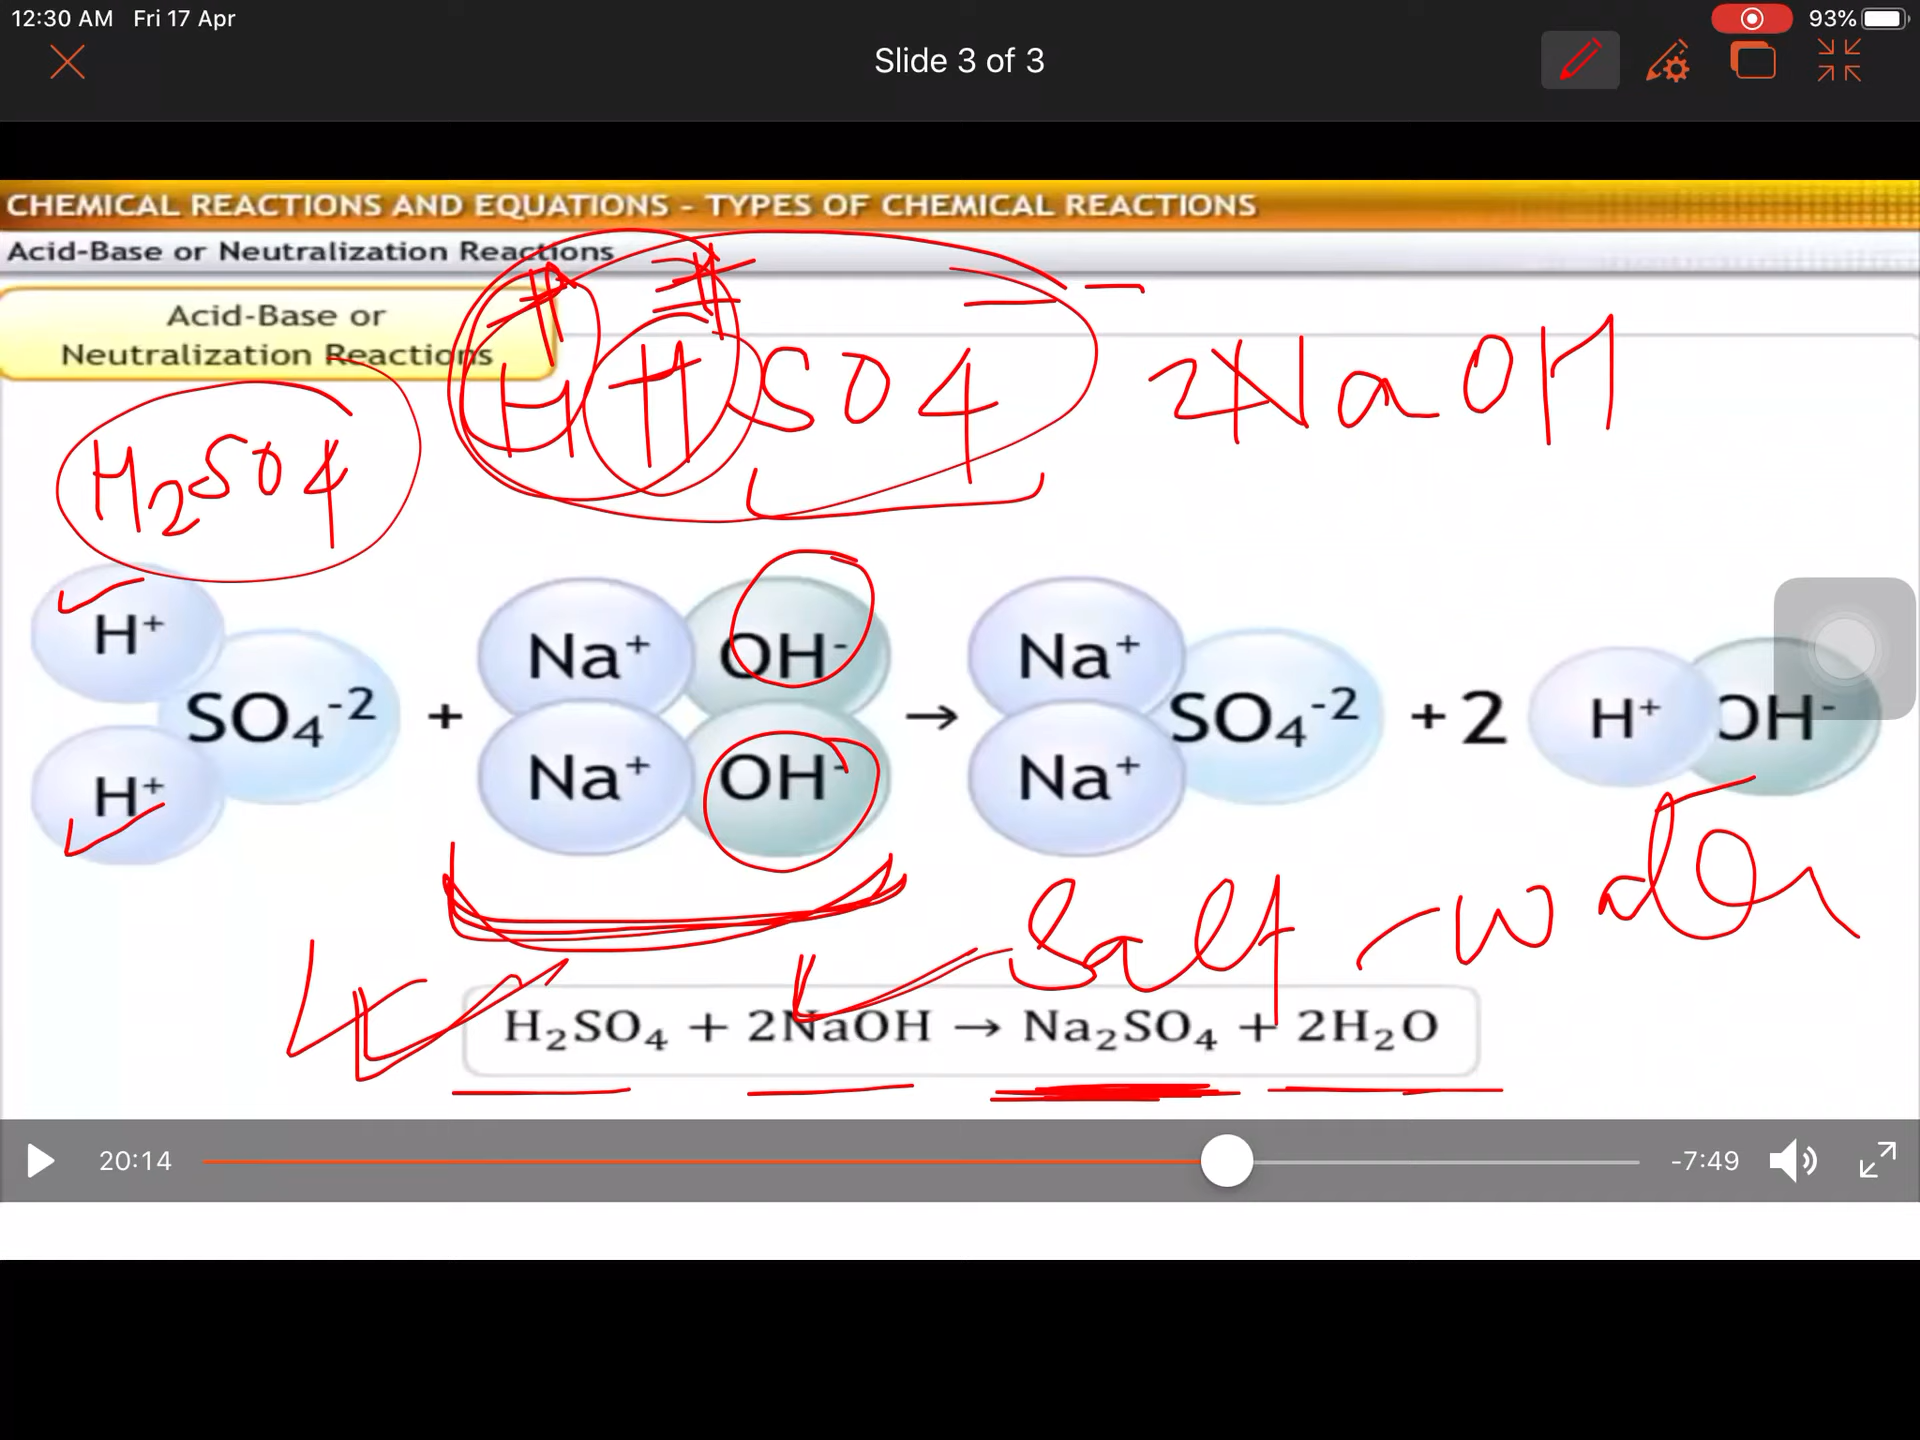 12:30 AM Fri 17 Apr
93%
Slide 3 of 3
CHEMICAL REACTIONS AND EQUATIONS - TYPES OF CHEMICAL REACTIONS
Acid-Base or Neutralization Reactions
Acid-Base or
Neutralization Reactions
H H SO4 2NaOH
H2SO4
H⁺ H⁺ SO₄⁻² + Na⁺ OH⁻ Na⁺ OH⁻ → Na⁺ Na⁺ SO₄⁻² + 2 H⁺ OH⁻
Salt - water
H₂SO₄ + 2NaOH → Na₂SO₄ + 2H₂O
20:14 -7:49